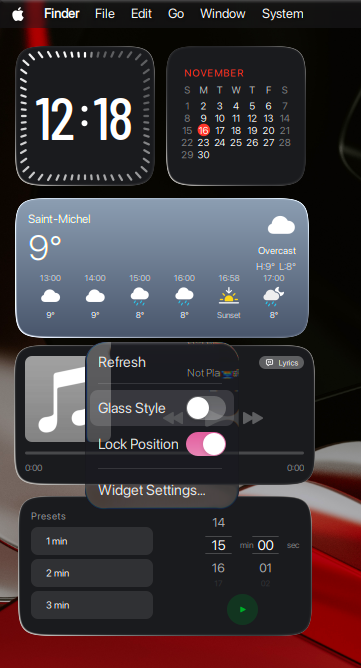 Finder File Edit Go Window System
12:18
NOVEMBER
S M T W T F S
1 2 3 4 5 6 7
8 9 10 11 12 13 14
15 16 17 18 19 20 21
22 23 24 25 26 27 28
29 30
Saint-Michel
9°
Overcast
H:9° L:8°
13:00 14:00 15:00 16:00 16:58 17:00
9° 9° 8° 8° Sunset 8°
Refresh
Not Pla
Lyrics
Glass Style
Lock Position
0:00 0:00
Widget Settings...
Presets
1 min
2 min
3 min
14
15 min 00 sec
16 01
17 02